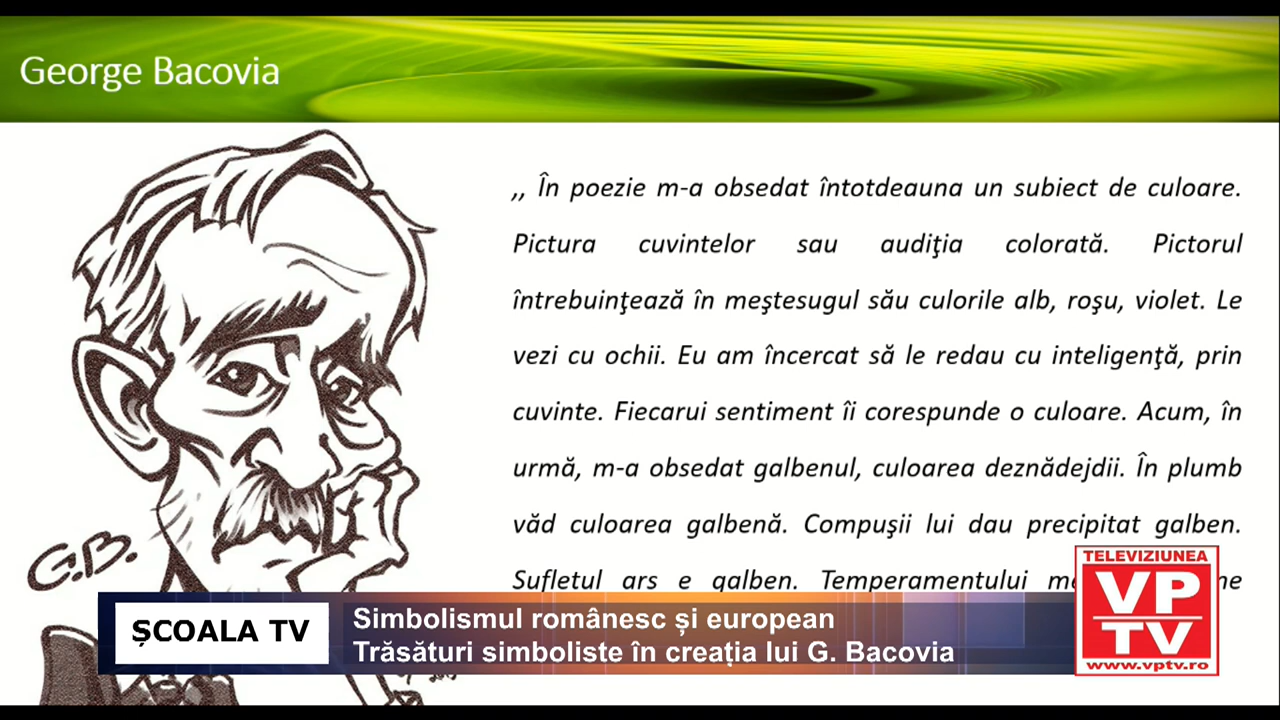 George Bacovia
,, În poezie m-a obsedat întotdeauna un subiect de culoare.
Pictura cuvintelor sau audiţia colorată. Pictorul
întrebuinţează în meştesugul său culorile alb, roşu, violet. Le
vezi cu ochii. Eu am încercat să le redau cu inteligenţă, prin
cuvinte. Fiecarui sentiment îi corespunde o culoare. Acum, în
urmă, m-a obsedat galbenul, culoarea deznădejdii. În plumb
văd culoarea galbenă. Compuşii lui dau precipitat galben.
Sufletul ars e galben. Temperamentului
G.B.
ȘCOALA TV
Simbolismul românesc și european
Trăsături simboliste în creația lui G. Bacovia
TELEVIZIUNEA
VP
TV
www.vptv.ro